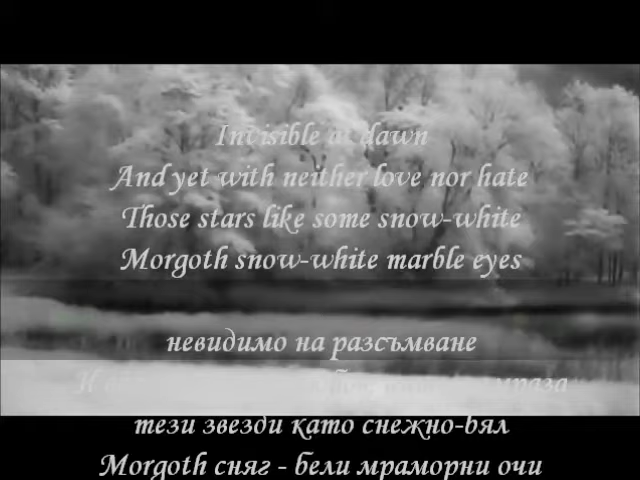 Invisible at dawn
And yet with neither love nor hate
Those stars like some snow-white
Morgoth snow-white marble eyes
невидимо на разсъмване
И
тези звезди като снежно-бял
Morgoth сняг - бели мраморни очи